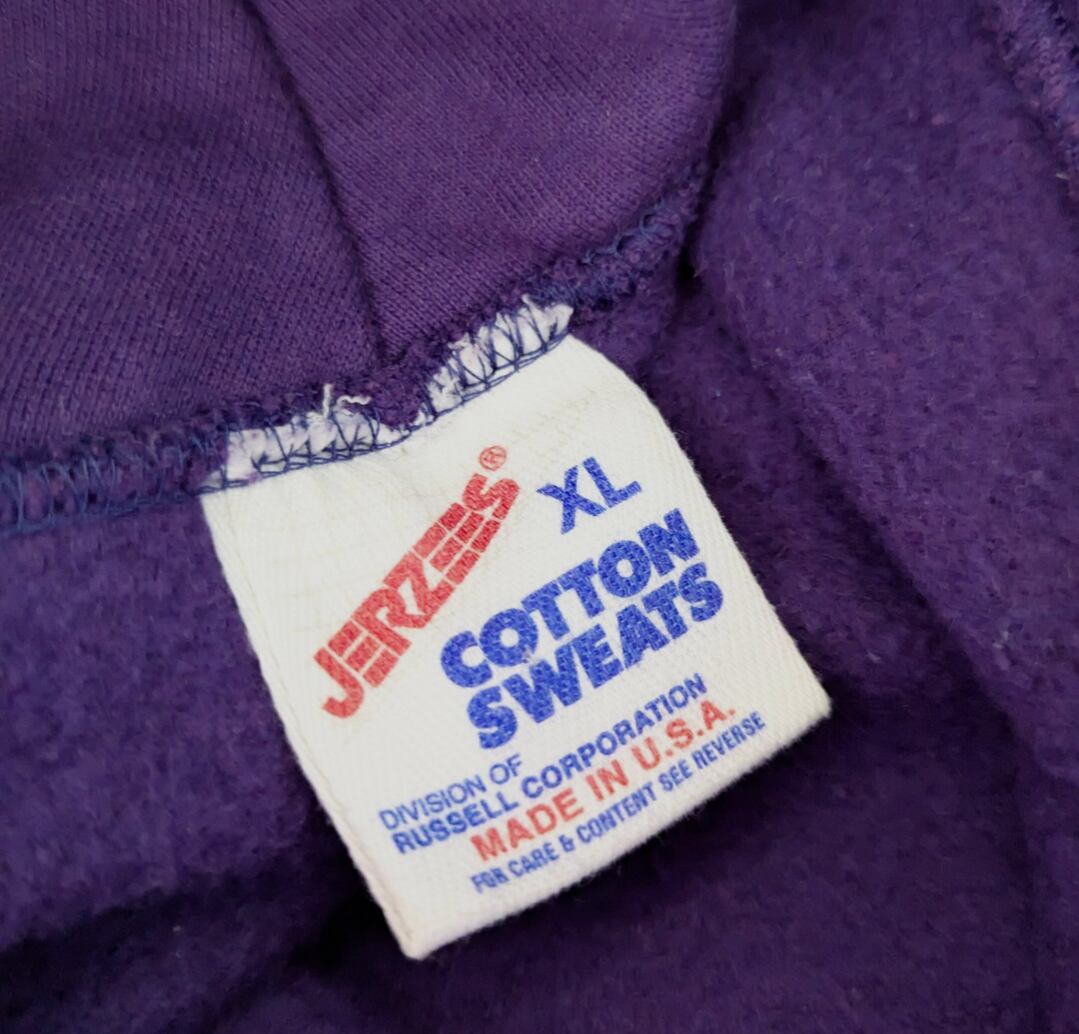 JERZEES®
XL
COTTON
SWEATS
DIVISION OF
RUSSELL CORPORATION
MADE IN U.S.A.
FOR CARE & CONTENT SEE REVERSE